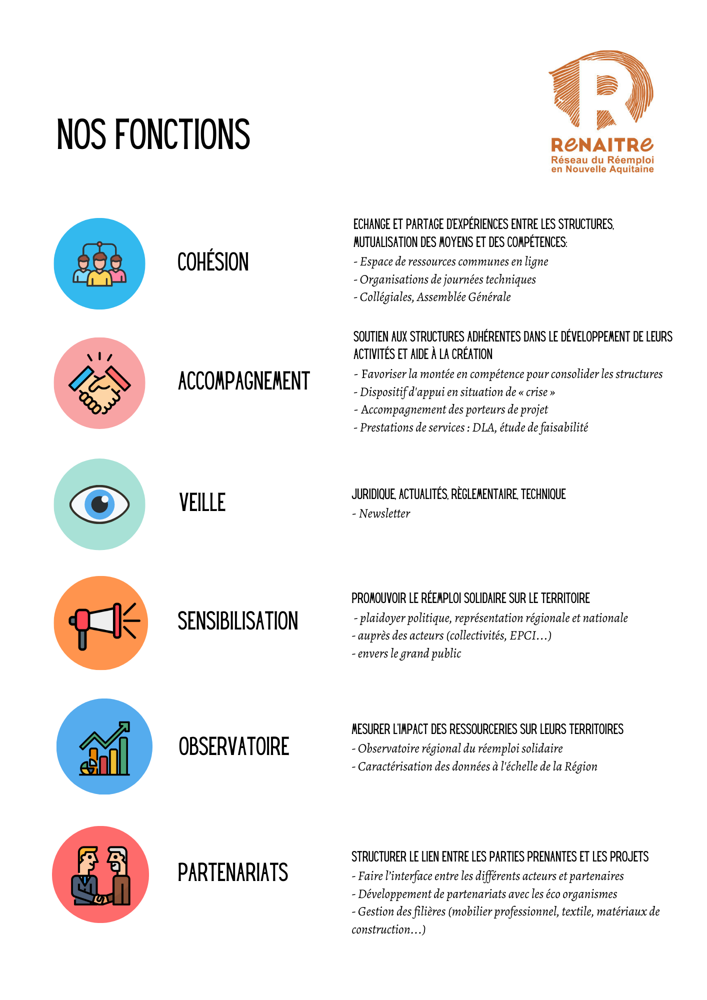 NOS FONCTIONS
R
RENAITRE
Réseau du Réemploi
en Nouvelle Aquitaine
COHÉSION
ECHANGE ET PARTAGE D'EXPÉRIENCES ENTRE LES STRUCTURES,
MUTUALISATION DES MOYENS ET DES COMPÉTENCES:
- Espace de ressources communes en ligne
- Organisations de journées techniques
- Collégiales, Assemblée Générale
ACCOMPAGNEMENT
SOUTIEN AUX STRUCTURES ADHÉRENTES DANS LE DÉVELOPPEMENT DE LEURS
ACTIVITÉS ET AIDE À LA CRÉATION
- Favoriser la montée en compétence pour consolider les structures
- Dispositif d'appui en situation de « crise »
- Accompagnement des porteurs de projet
- Prestations de services : DLA, étude de faisabilité
VEILLE
JURIDIQUE, ACTUALITÉS, RÈGLEMENTAIRE, TECHNIQUE
- Newsletter
SENSIBILISATION
PROMOUVOIR LE RÉEMPLOI SOLIDAIRE SUR LE TERRITOIRE
- plaidoyer politique, représentation régionale et nationale
- auprès des acteurs (collectivités, EPCI…)
- envers le grand public
OBSERVATOIRE
MESURER L'IMPACT DES RESSOURCERIES SUR LEURS TERRITOIRES
- Observatoire régional du réemploi solidaire
- Caractérisation des données à l'échelle de la Région
PARTENARIATS
STRUCTURER LE LIEN ENTRE LES PARTIES PRENANTES ET LES PROJETS
- Faire l’interface entre les différents acteurs et partenaires
- Développement de partenariats avec les éco organismes
- Gestion des filières (mobilier professionnel, textile, matériaux de
construction…)